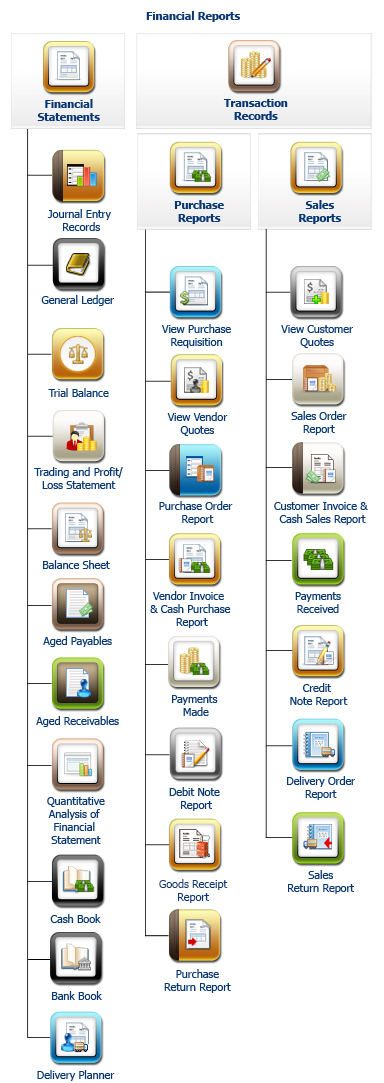 Financial Reports
Financial
Statements
Transaction
Records
Journal Entry
Records
General Ledger
Trial Balance
Trading and Profit/
Loss Statement
Balance Sheet
Aged Payables
Aged Receivables
Quantitative
Analysis of
Financial
Statement
Cash Book
Bank Book
Delivery Planner
Purchase
Reports
View Purchase
Requisition
View Vendor
Quotes
Purchase Order
Report
Vendor Invoice
& Cash Purchase
Report
Payments
Made
Debit Note
Report
Goods Receipt
Report
Purchase
Return Report
Sales
Reports
View Customer
Quotes
Sales Order
Report
Customer Invoice &
Cash Sales Report
Payments
Received
Credit
Note Report
Delivery Order
Report
Sales
Return Report